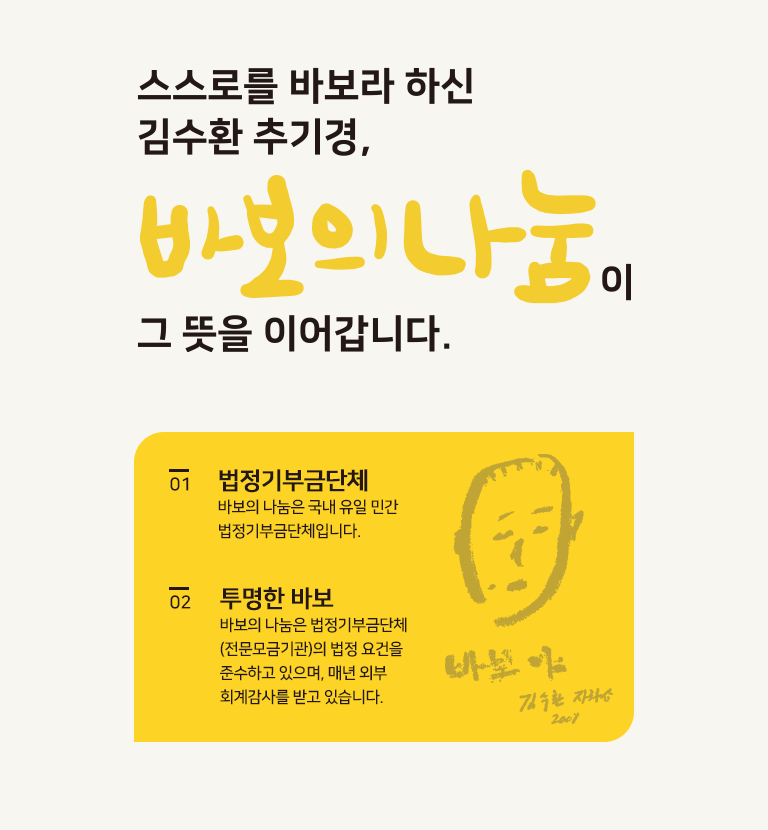 스스로를 바보라 하신
김수환 추기경,
바보의나눔이
그 뜻을 이어갑니다.
01
법정기부금단체
바보의 나눔은 국내 유일 민간
법정기부금단체입니다.
02
투명한 바보
바보의 나눔은 법정기부금단체
(전문모금기관)의 법정 요건을
준수하고 있으며, 매년 외부
회계감사를 받고 있습니다.
바보야
김수환 자화상
2007